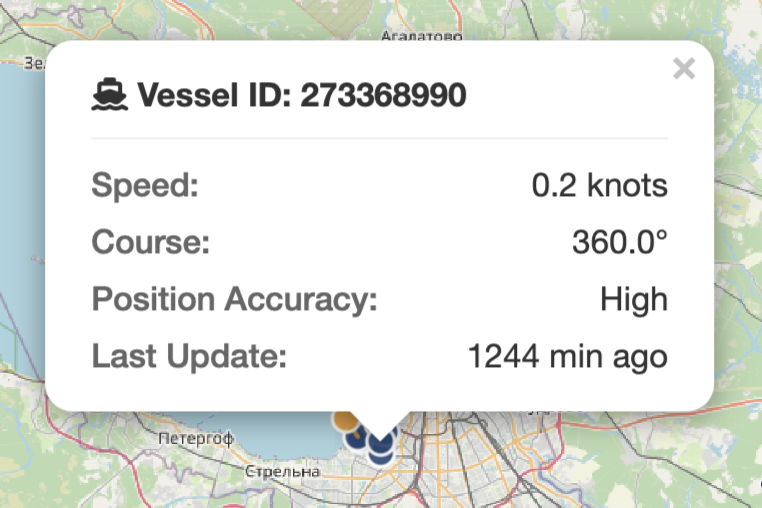 Агалатово
Зе
Vessel ID: 273368990
×
Speed: 0.2 knots
Course: 360.0°
Position Accuracy: High
Last Update: 1244 min ago
Петергоф
Стрельна